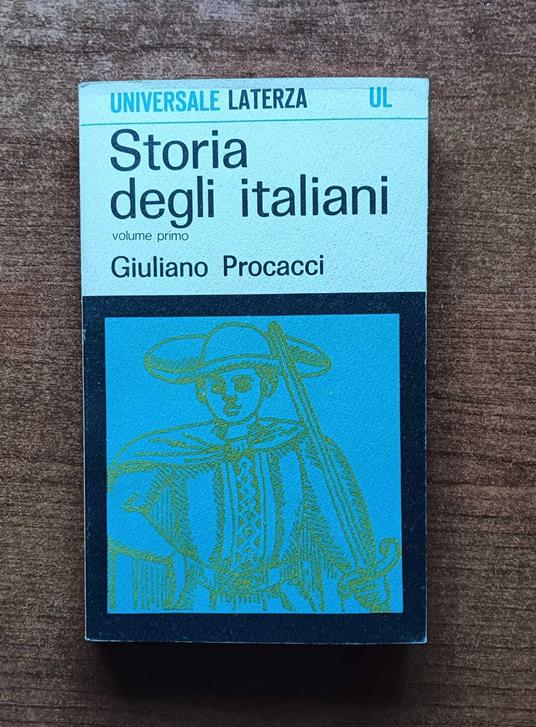 UNIVERSALE LATERZA UL
Storia
degli italiani
volume primo
Giuliano Procacci